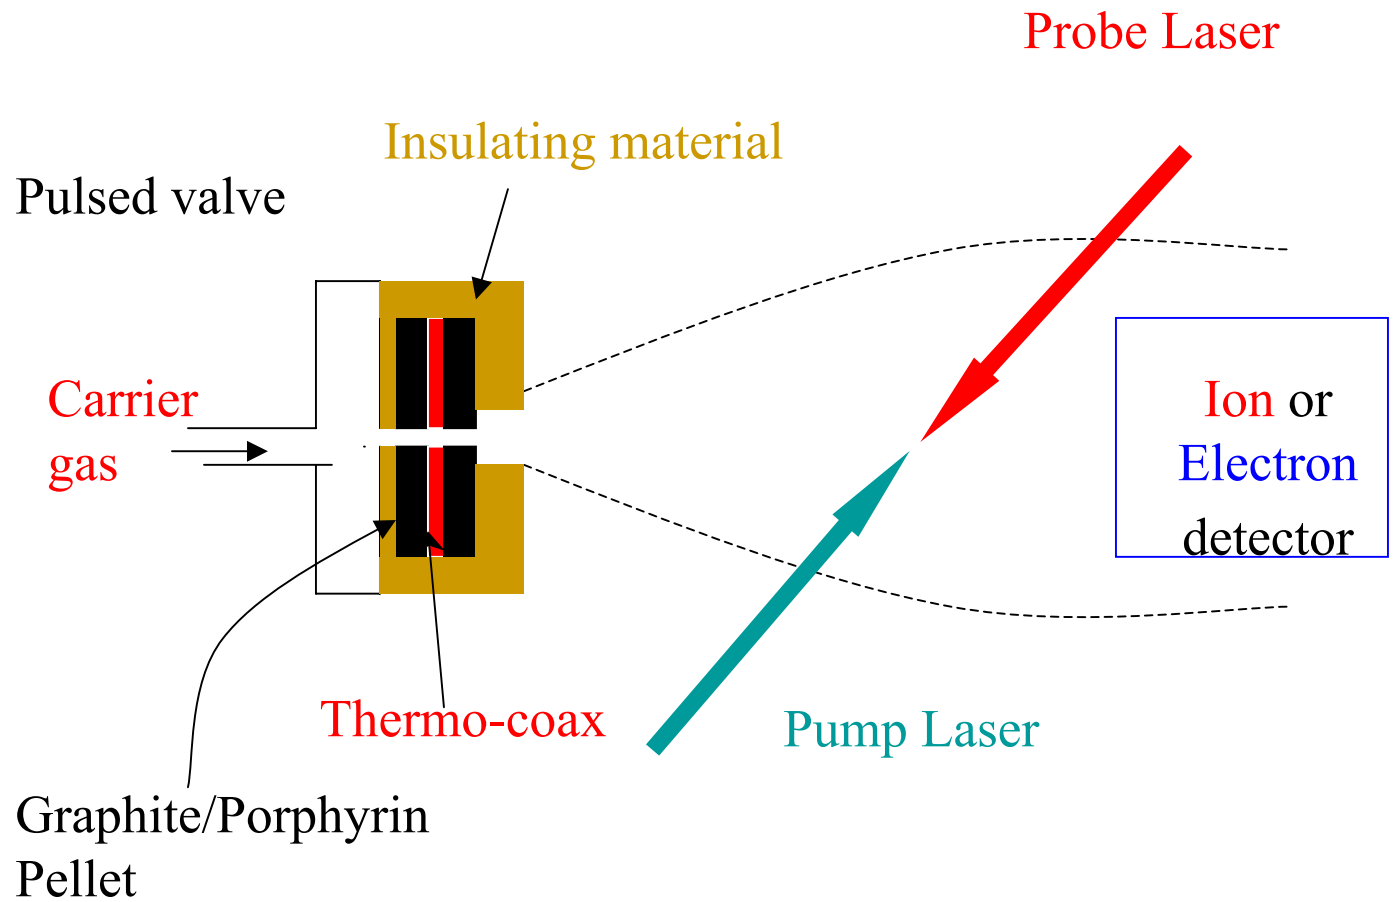 Probe Laser
Insulating material
Pulsed valve
Carrier
gas
Ion or
Electron
detector
Thermo-coax
Pump Laser
Graphite/Porphyrin
Pellet